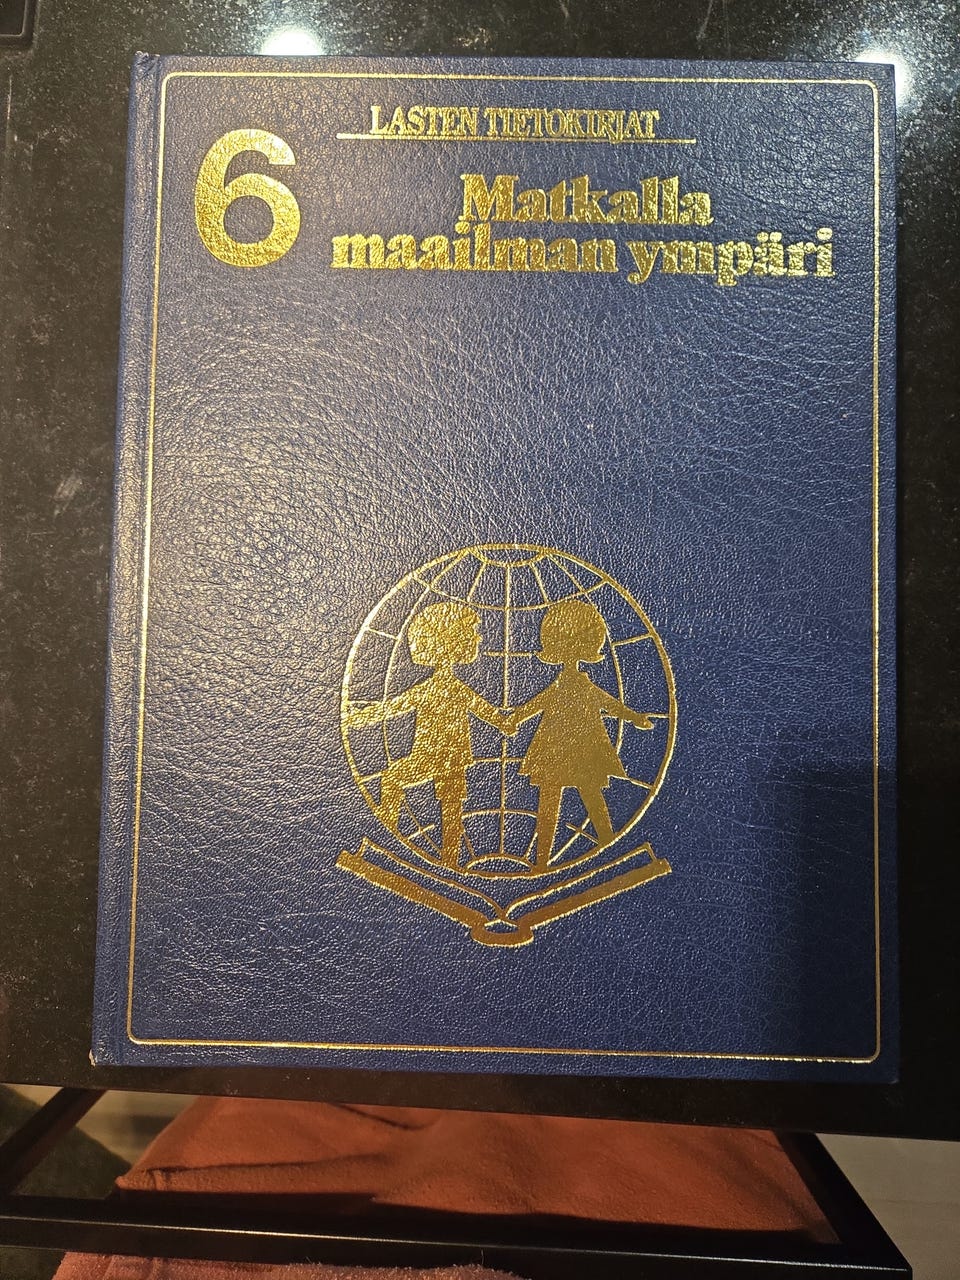 LASTEN TIETOKIRJAT
6
Matkalla
maailman ympäri